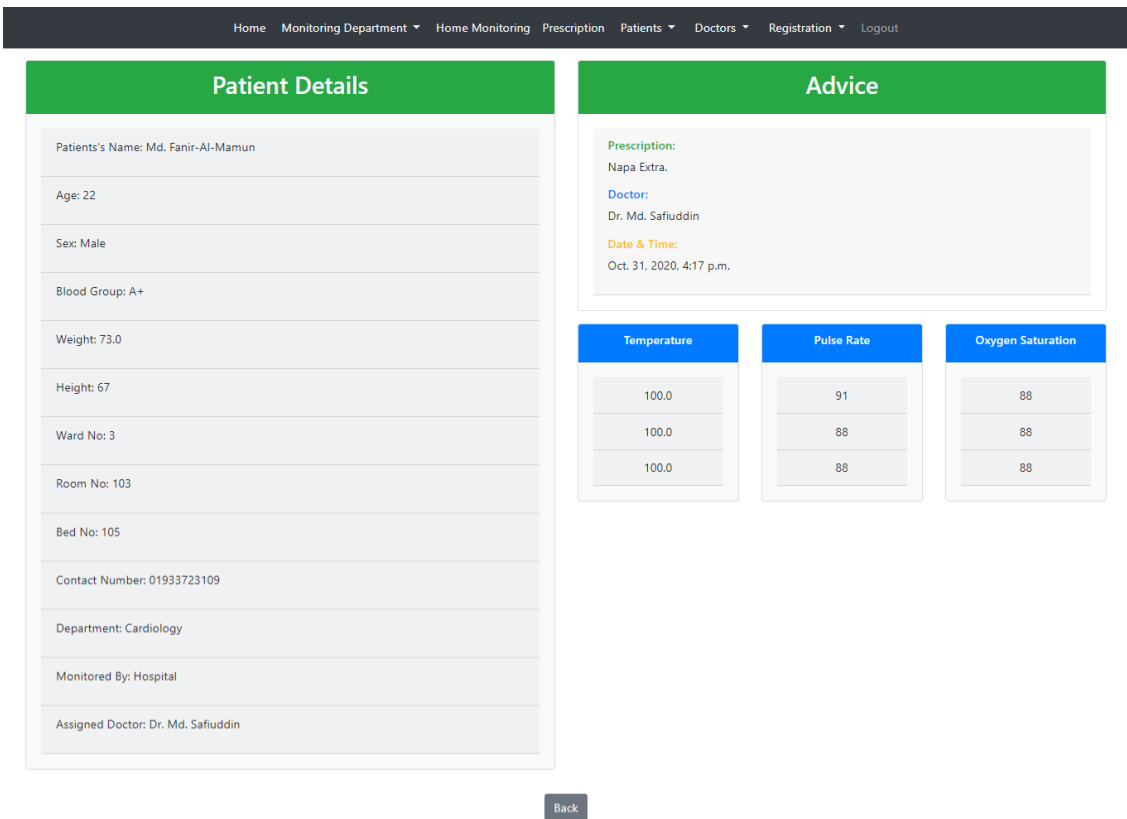 Home Monitoring Department Home Monitoring Prescription Patients Doctors Registration Logout
Patient Details
Patients's Name: Md. Fanir-Al-Mamun
Age: 22
Sex: Male
Blood Group: A+
Weight: 73.0
Height: 67
Ward No: 3
Room No: 103
Bed No: 105
Contact Number: 01933723109
Department: Cardiology
Monitored By: Hospital
Assigned Doctor: Dr. Md. Safiuddin
Advice
Prescription:
Napa Extra.
Doctor:
Dr. Md. Safiuddin
Date & Time:
Oct. 31, 2020, 4:17 p.m.
Temperature Pulse Rate Oxygen Saturation
100.0 91 88
100.0 88 88
100.0 88 88
Back